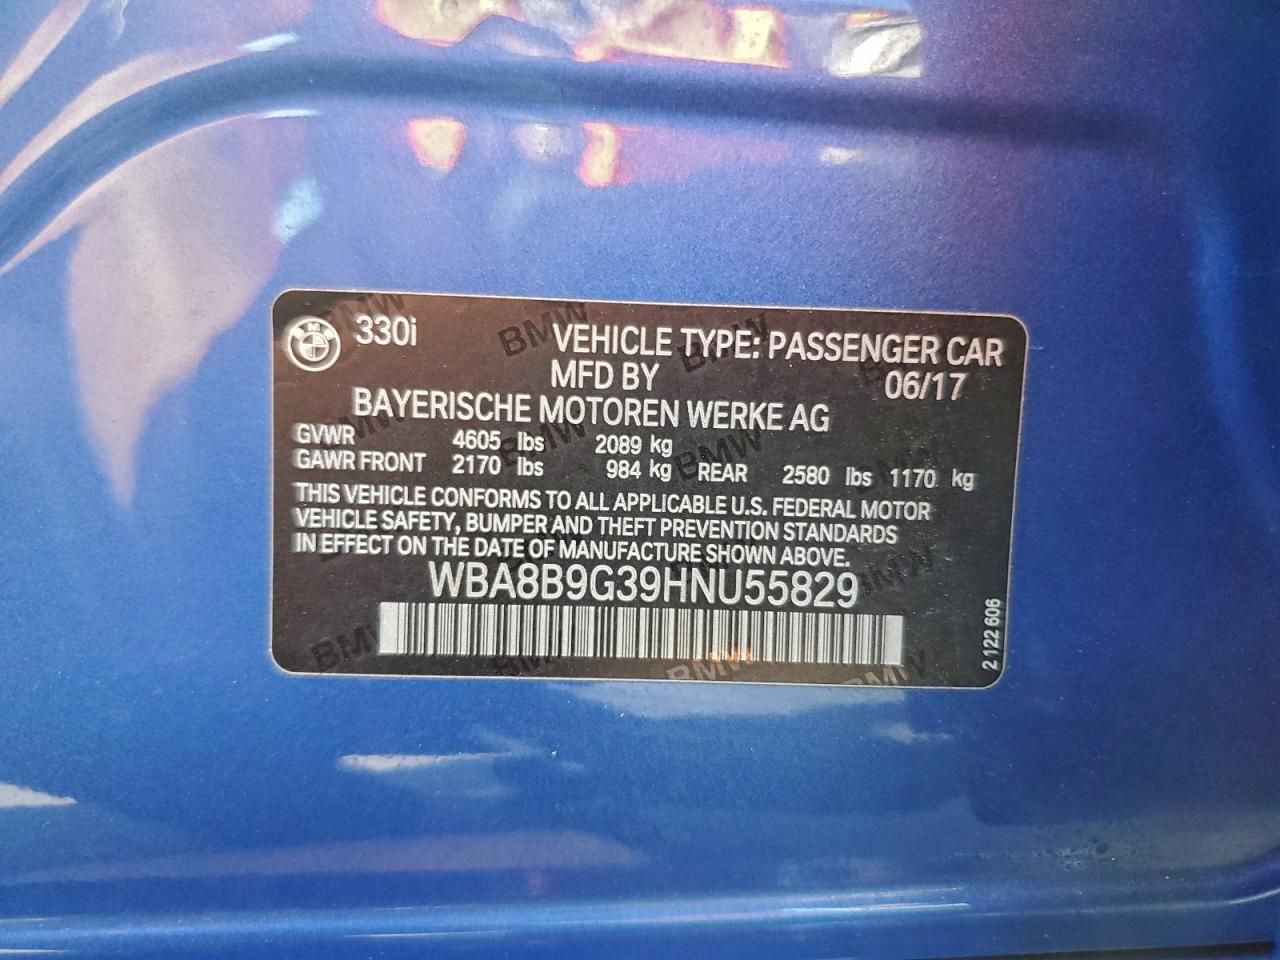 330i VEHICLE TYPE: PASSENGER CAR
MFD BY 06/17
BAYERISCHE MOTOREN WERKE AG
GVWR 4605 lbs 2089 kg
GAWR FRONT 2170 lbs 984 kg REAR 2580 lbs 1170 kg
THIS VEHICLE CONFORMS TO ALL APPLICABLE U.S. FEDERAL MOTOR
VEHICLE SAFETY, BUMPER AND THEFT PREVENTION STANDARDS
IN EFFECT ON THE DATE OF MANUFACTURE SHOWN ABOVE.
WBA8B9G39HNU55829
2 122 606